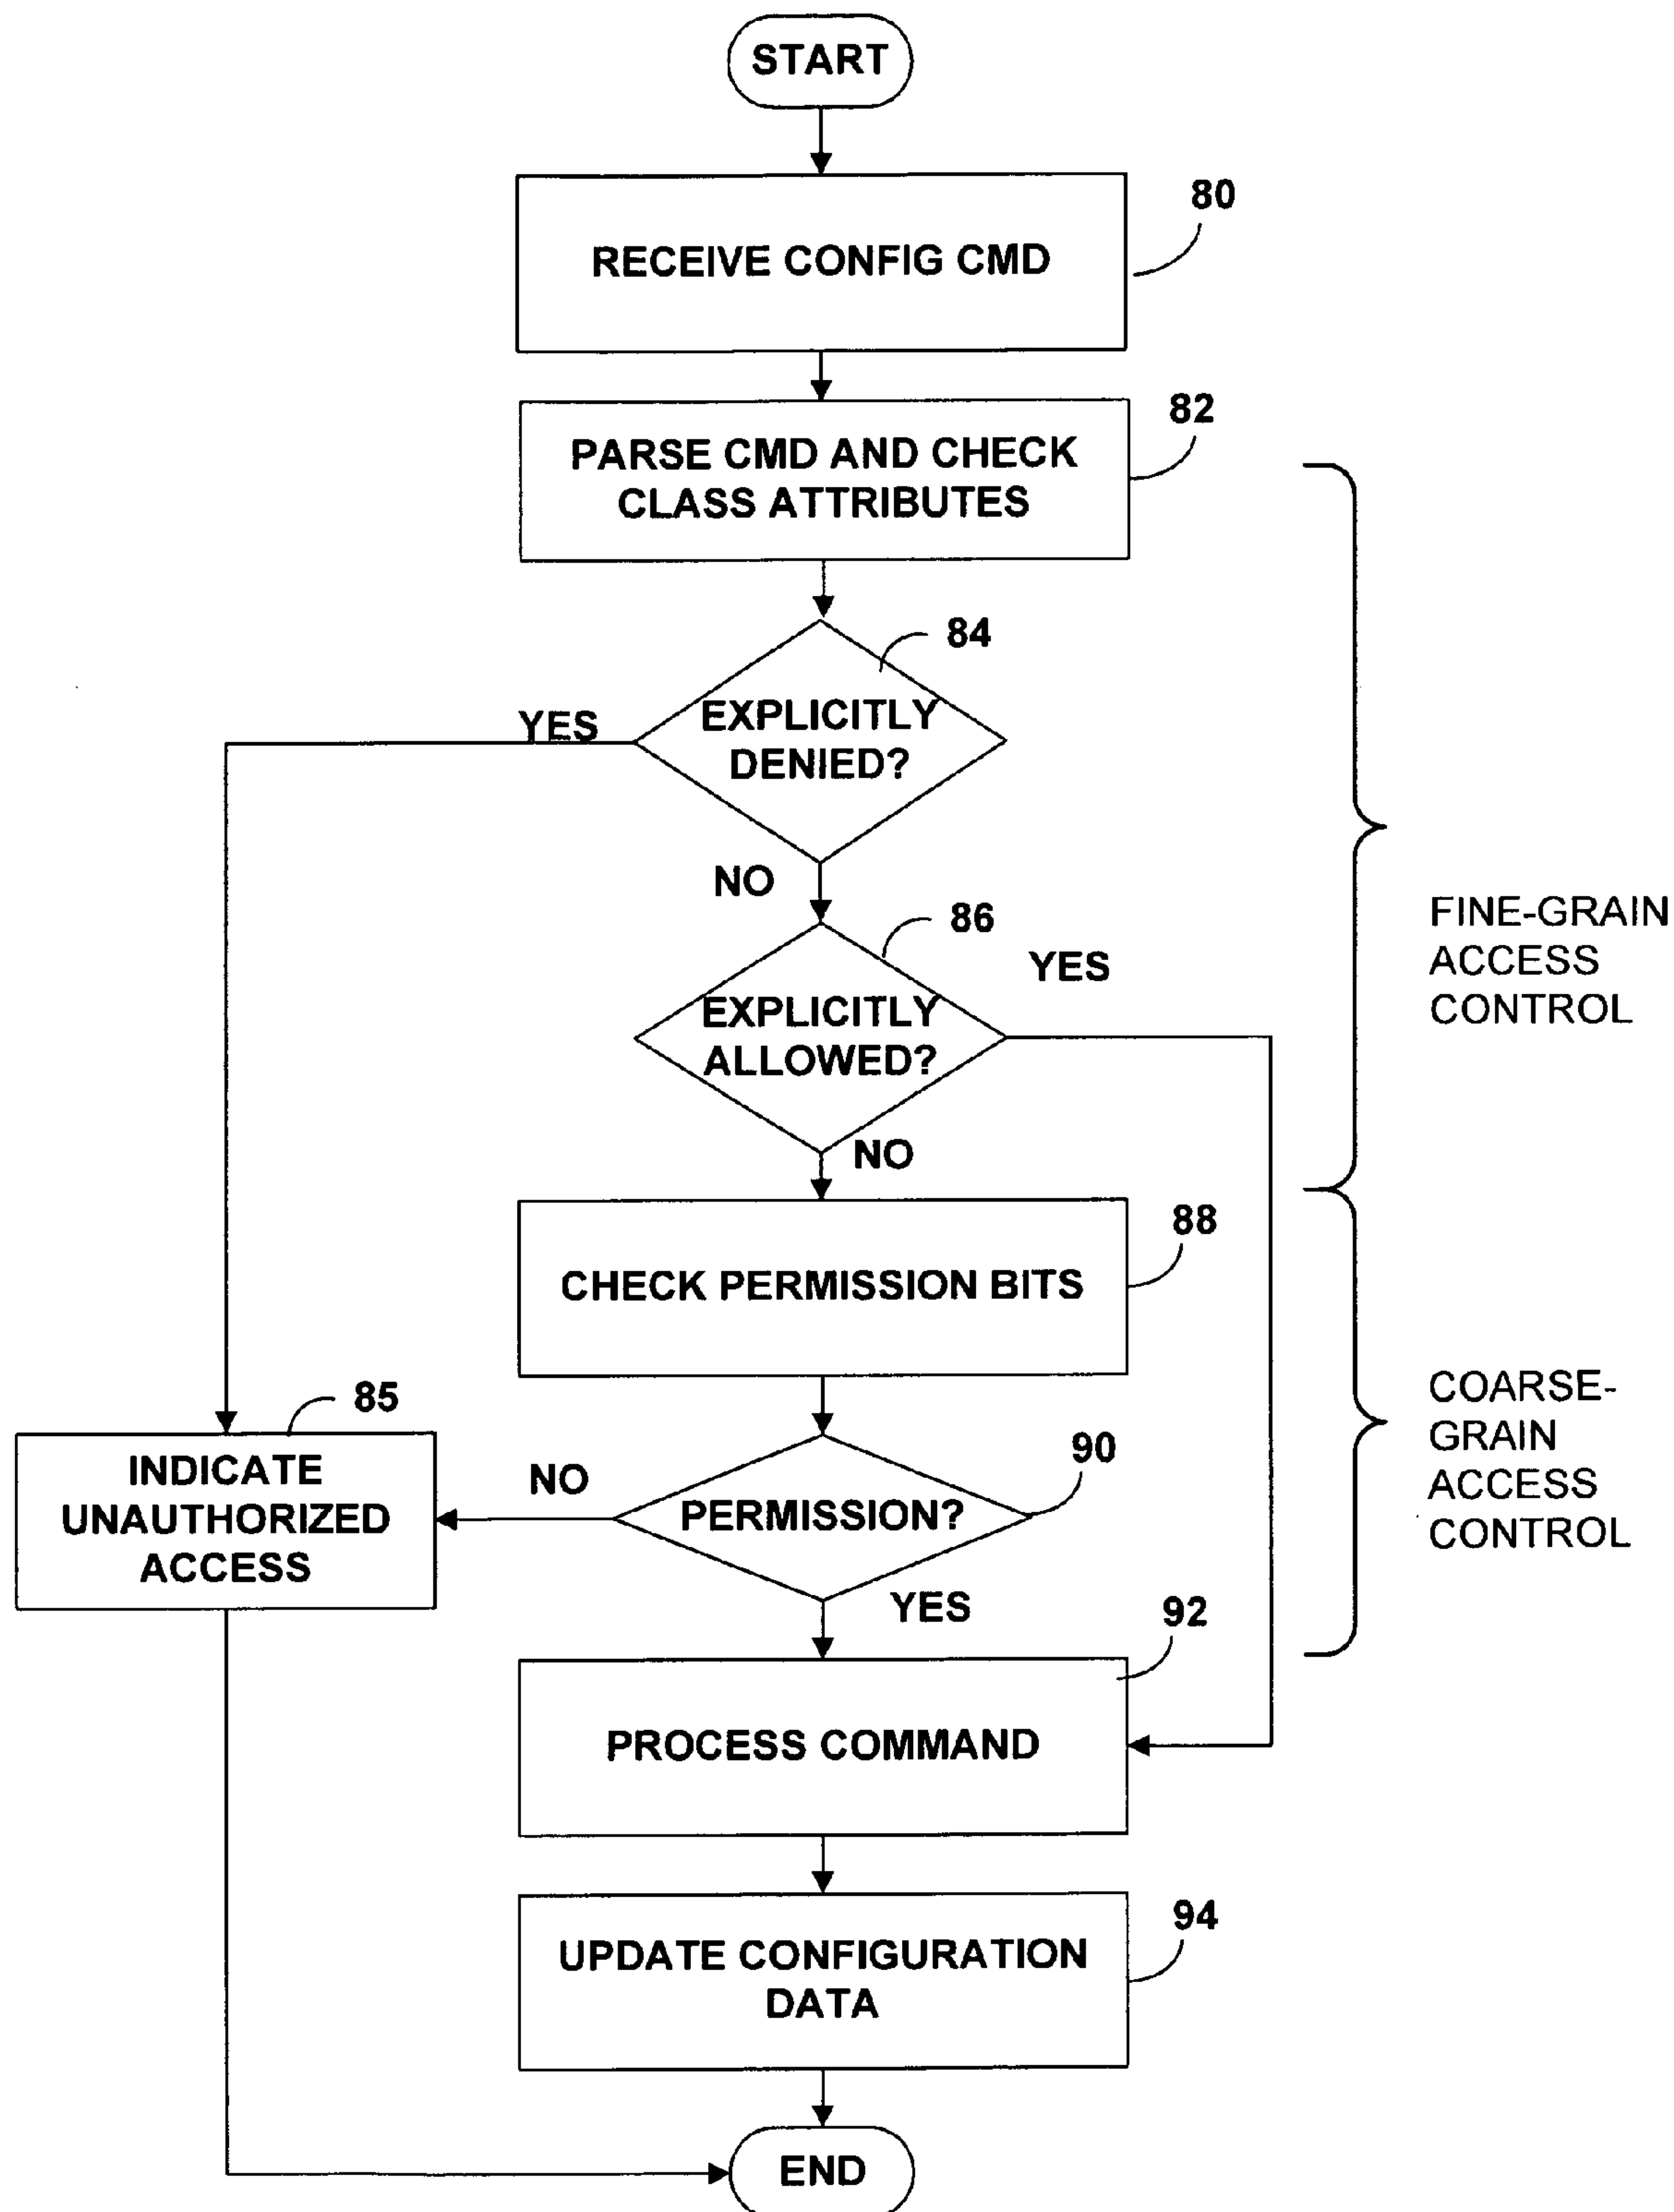 START
80
RECEIVE CONFIG CMD
82
PARSE CMD AND CHECK
CLASS ATTRIBUTES
84
YES
EXPLICITLY
DENIED?
NO
86
YES
EXPLICITLY
ALLOWED?
FINE-GRAIN
ACCESS
CONTROL
NO
88
CHECK PERMISSION BITS
85
INDICATE
UNAUTHORIZED
ACCESS
NO
90
PERMISSION?
COARSE-
GRAIN
ACCESS
CONTROL
YES
92
PROCESS COMMAND
94
UPDATE CONFIGURATION
DATA
END